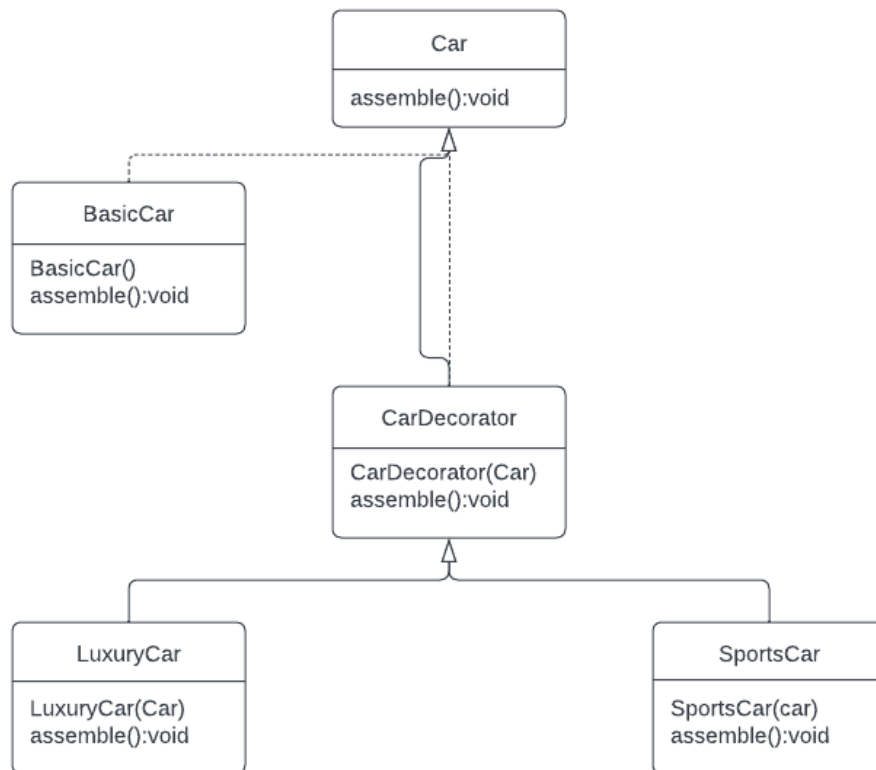 Car
assemble():void
BasicCar
BasicCar()
assemble():void
CarDecorator
CarDecorator(Car)
assemble():void
LuxuryCar
LuxuryCar(Car)
assemble():void
SportsCar
SportsCar(car)
assemble():void